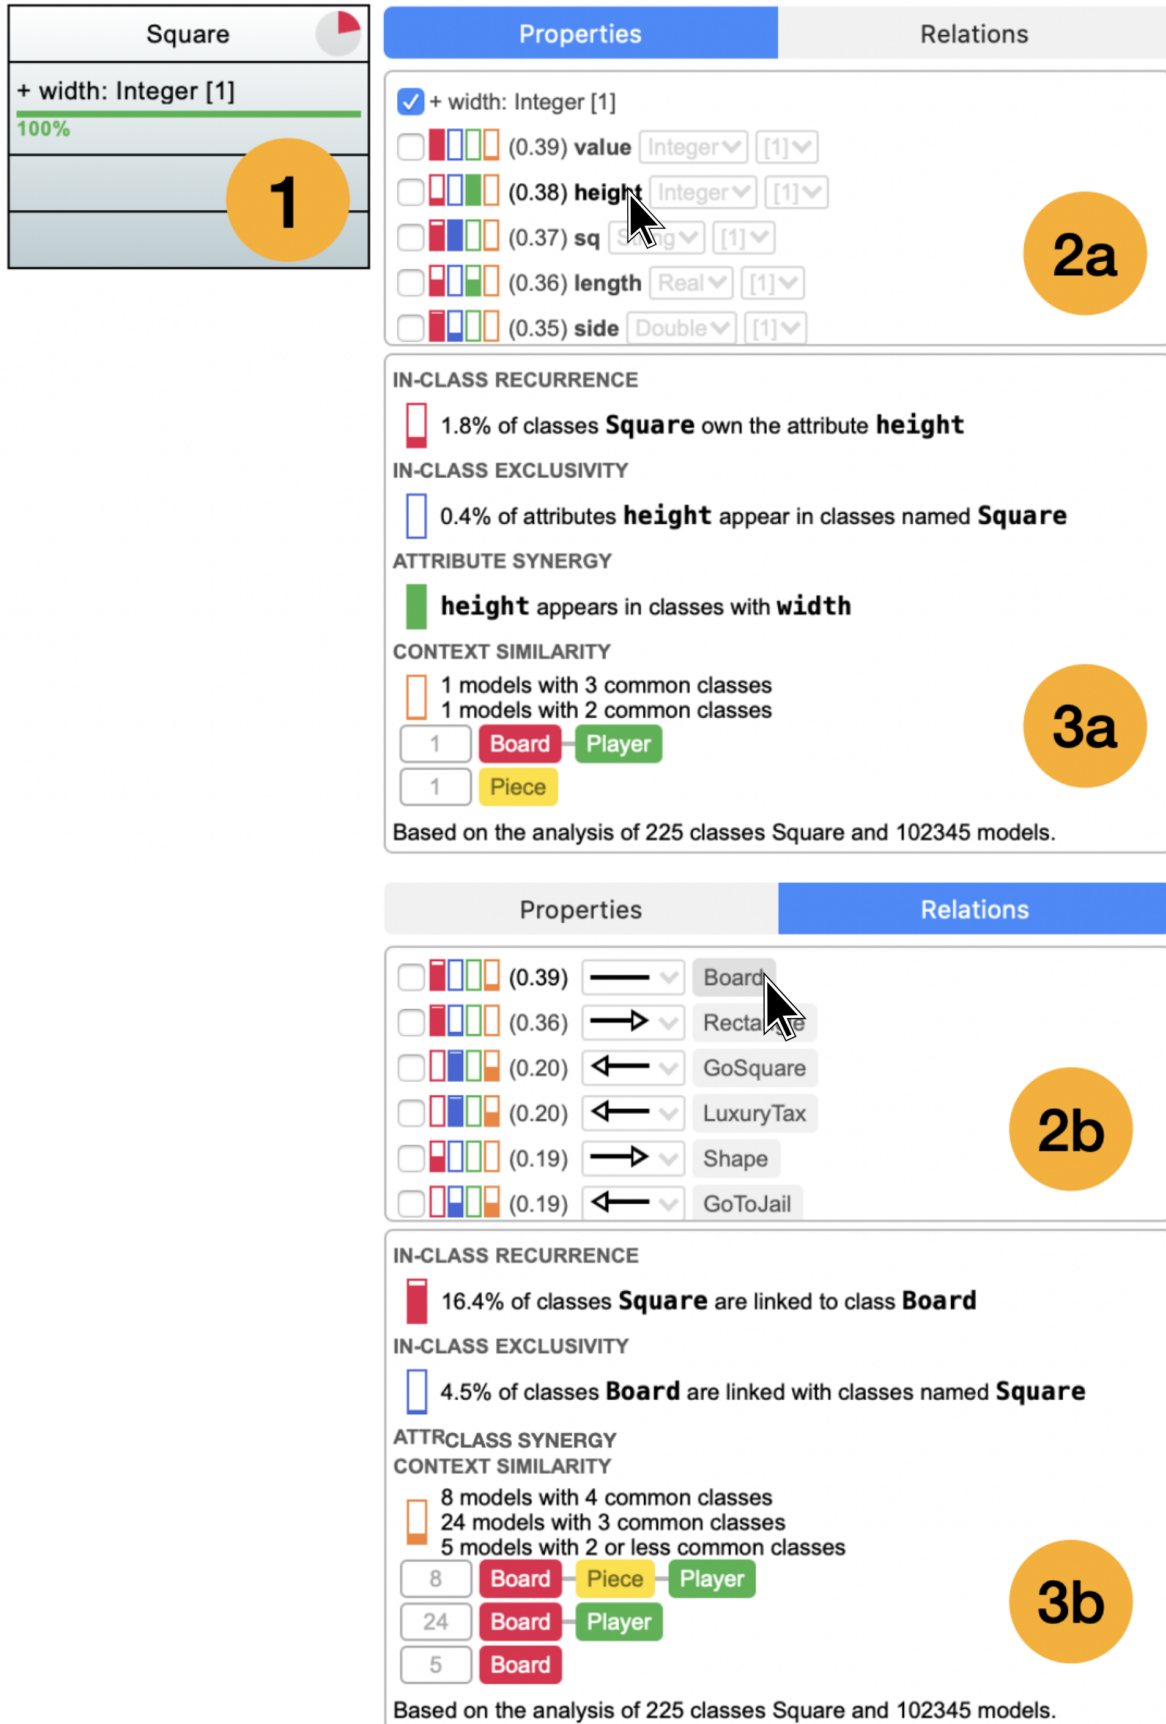 Square
+ width: Integer [1]
100%
1
Properties
Relations
+ width: Integer [1]
(0.39) value Integer [1]
(0.38) height Integer [1]
(0.37) sq [1]
(0.36) length Real [1]
(0.35) side Double [1]
2a
IN-CLASS RECURRENCE
1.8% of classes Square own the attribute height
IN-CLASS EXCLUSIVITY
0.4% of attributes height appear in classes named Square
ATTRIBUTE SYNERGY
height appears in classes with width
CONTEXT SIMILARITY
1 models with 3 common classes
1 models with 2 common classes
1 Board Player
1 Piece
3a
Based on the analysis of 225 classes Square and 102345 models.
Properties
Relations
(0.39) Board
(0.36) Rectangle
(0.20) GoSquare
(0.20) LuxuryTax
(0.19) Shape
(0.19) GoToJail
2b
IN-CLASS RECURRENCE
16.4% of classes Square are linked to class Board
IN-CLASS EXCLUSIVITY
4.5% of classes Board are linked with classes named Square
ATTRCLASS SYNERGY
CONTEXT SIMILARITY
8 models with 4 common classes
24 models with 3 common classes
5 models with 2 or less common classes
8 Board Piece Player
24 Board Player
5 Board
3b
Based on the analysis of 225 classes Square and 102345 models.